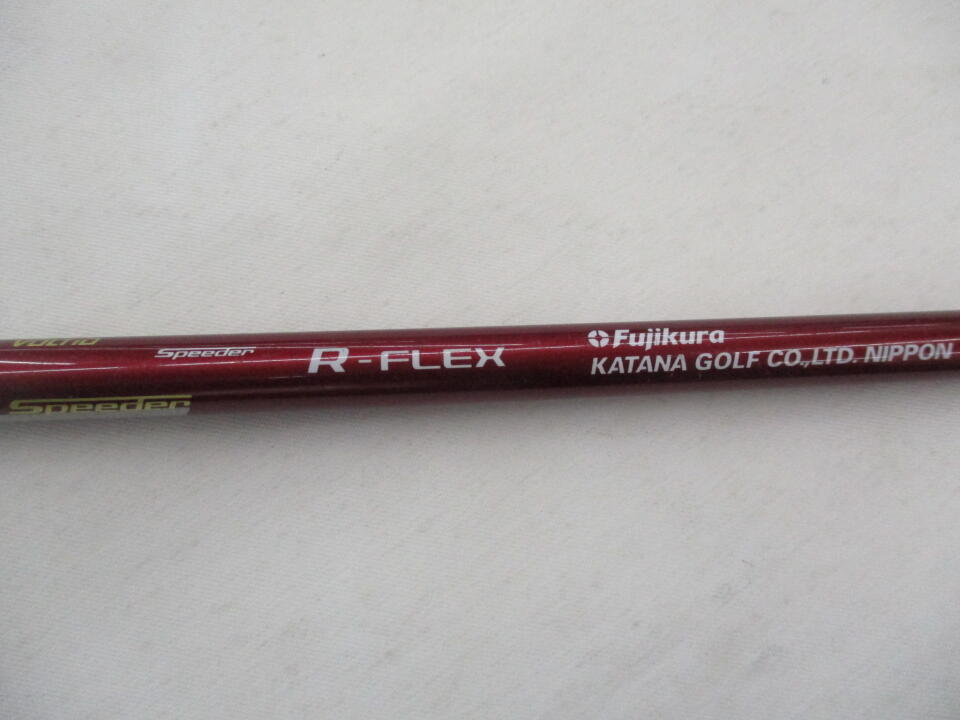 Speeder
R-FLEX
Fujikura
KATANA GOLF CO.,LTD. NIPPON
Speeder